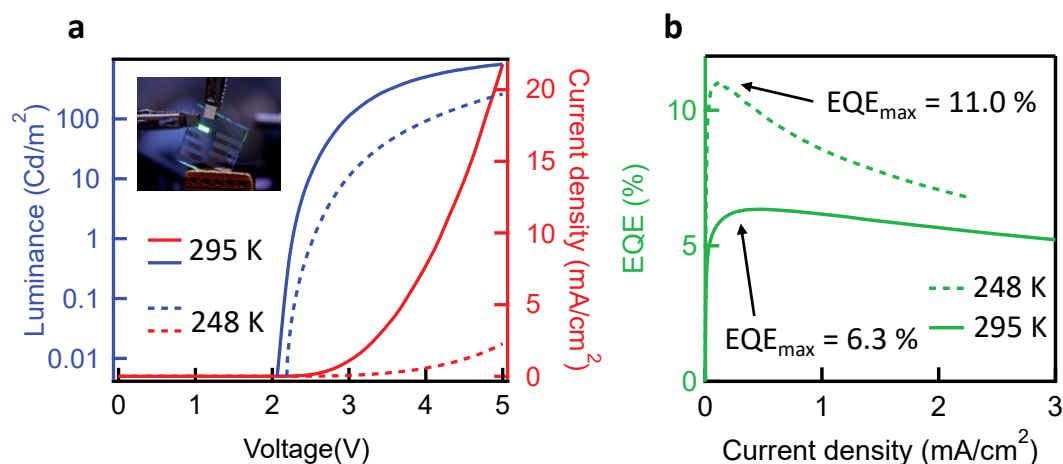 a
Luminance (Cd/m²)
100
10
1
0.1
0.01
295 K
248 K
0
1
2
3
4
5
Voltage(V)
20
15
10
5
0
Current density (mA/cm²)
b
EQE (%)
10
5
0
EQEmax = 11.0 %
EQEmax = 6.3 %
248 K
295 K
0
1
2
3
Current density (mA/cm²)